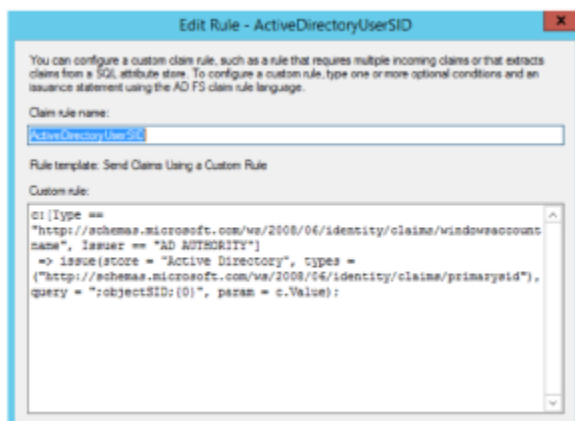 Edit Rule - ActiveDirectoryUserSID
x
You can configure a custom claim rule, such as a rule that requires multiple incoming claims or that extracts
claims from a SQL attribute store. To configure a custom rule, type one or more optional conditions and an
issuance statement using the AD FS claim rule language.
Claim rule name:
ActiveDirectoryUserSID
Rule template: Send Claims Using a Custom Rule
Custom rule:
c:[Type ==
"http://schemas.microsoft.com/ws/2008/06/identity/claims/windowsaccount
name", Issuer == "AD AUTHORITY"]
=> issue(store = "Active Directory", types =
("http://schemas.microsoft.com/ws/2008/06/identity/claims/primarysid"),
query = ";objectSID;{0}", param = c.Value);